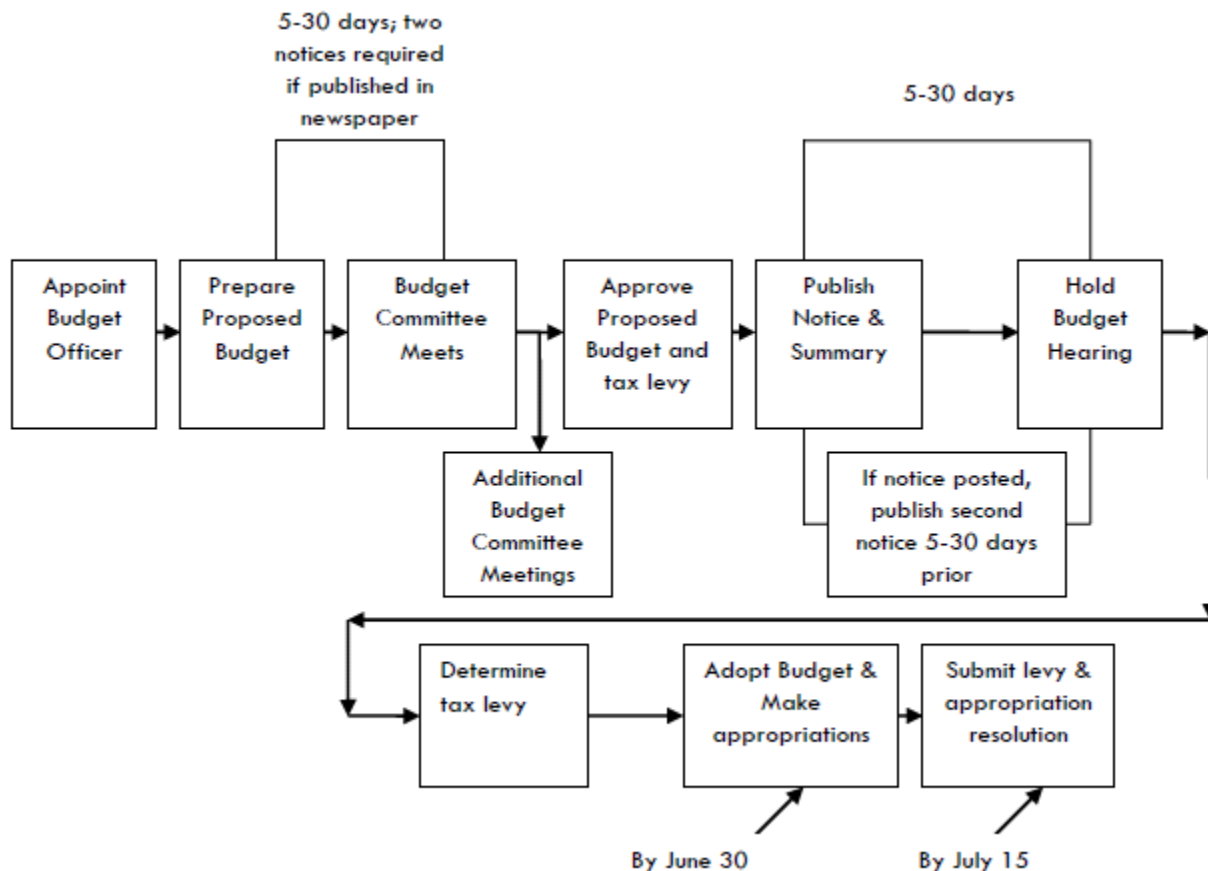 5-30 days; two
notices required
if published in
newspaper
5-30 days
Appoint
Budget
Officer
Prepare
Proposed
Budget
Budget
Committee
Meets
Approve
Proposed
Budget and
tax levy
Publish
Notice &
Summary
Hold
Budget
Hearing
Additional
Budget
Committee
Meetings
If notice posted,
publish second
notice 5-30 days
prior
Determine
tax levy
Adopt Budget &
Make
appropriations
Submit levy &
appropriation
resolution
By June 30
By July 15